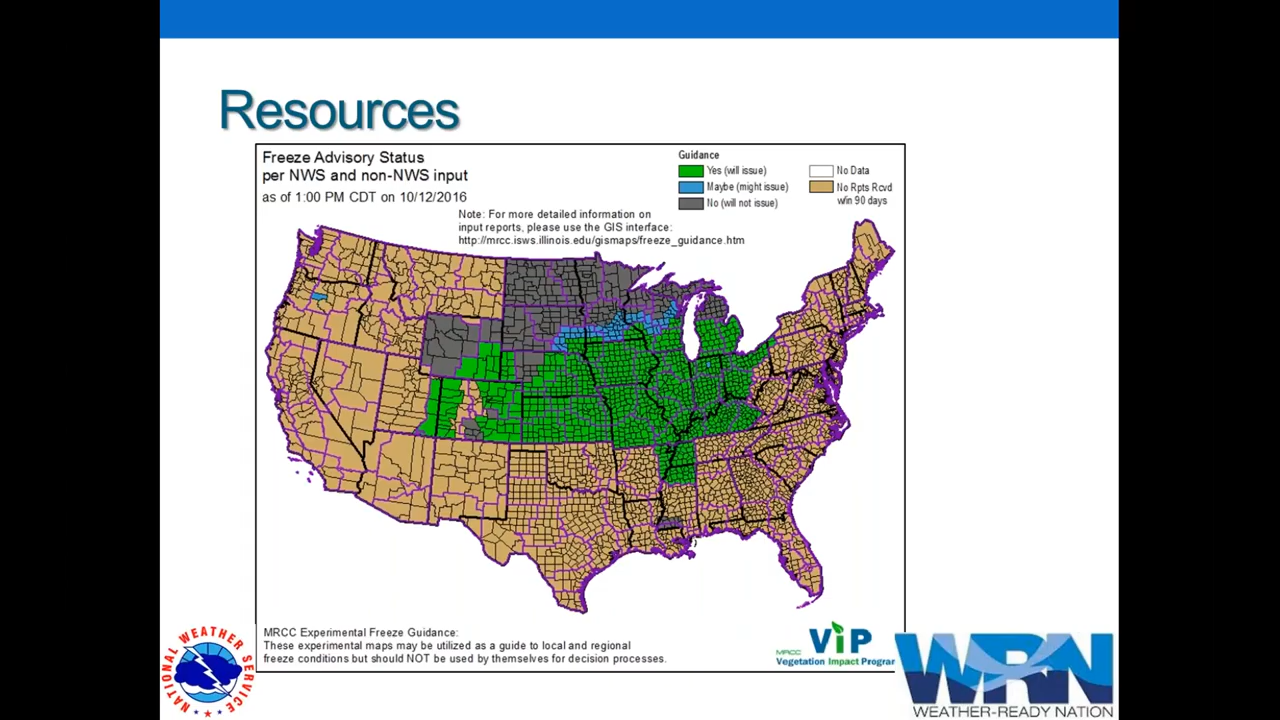 Resources
Freeze Advisory Status
per NWS and non-NWS input
as of 1:00 PM CDT on 10/12/2016
Guidance
Yes (will issue)
Maybe (might issue)
No (will not issue)
No Data
No Rpts Rcvd
w/in 90 days
Note: For more detailed information on
input reports, please use the GIS interface:
http://mrcc.isws.illinois.edu/gismaps/freeze_guidance.htm
MRCC Experimental Freeze Guidance:
These experimental maps may be utilized as a guide to local and regional
freeze conditions but should NOT be used by themselves for decision processes.
MRCC ViP
Vegetation Impact Program
NATIONAL WEATHER SERVICE
WRN
WEATHER-READY NATION